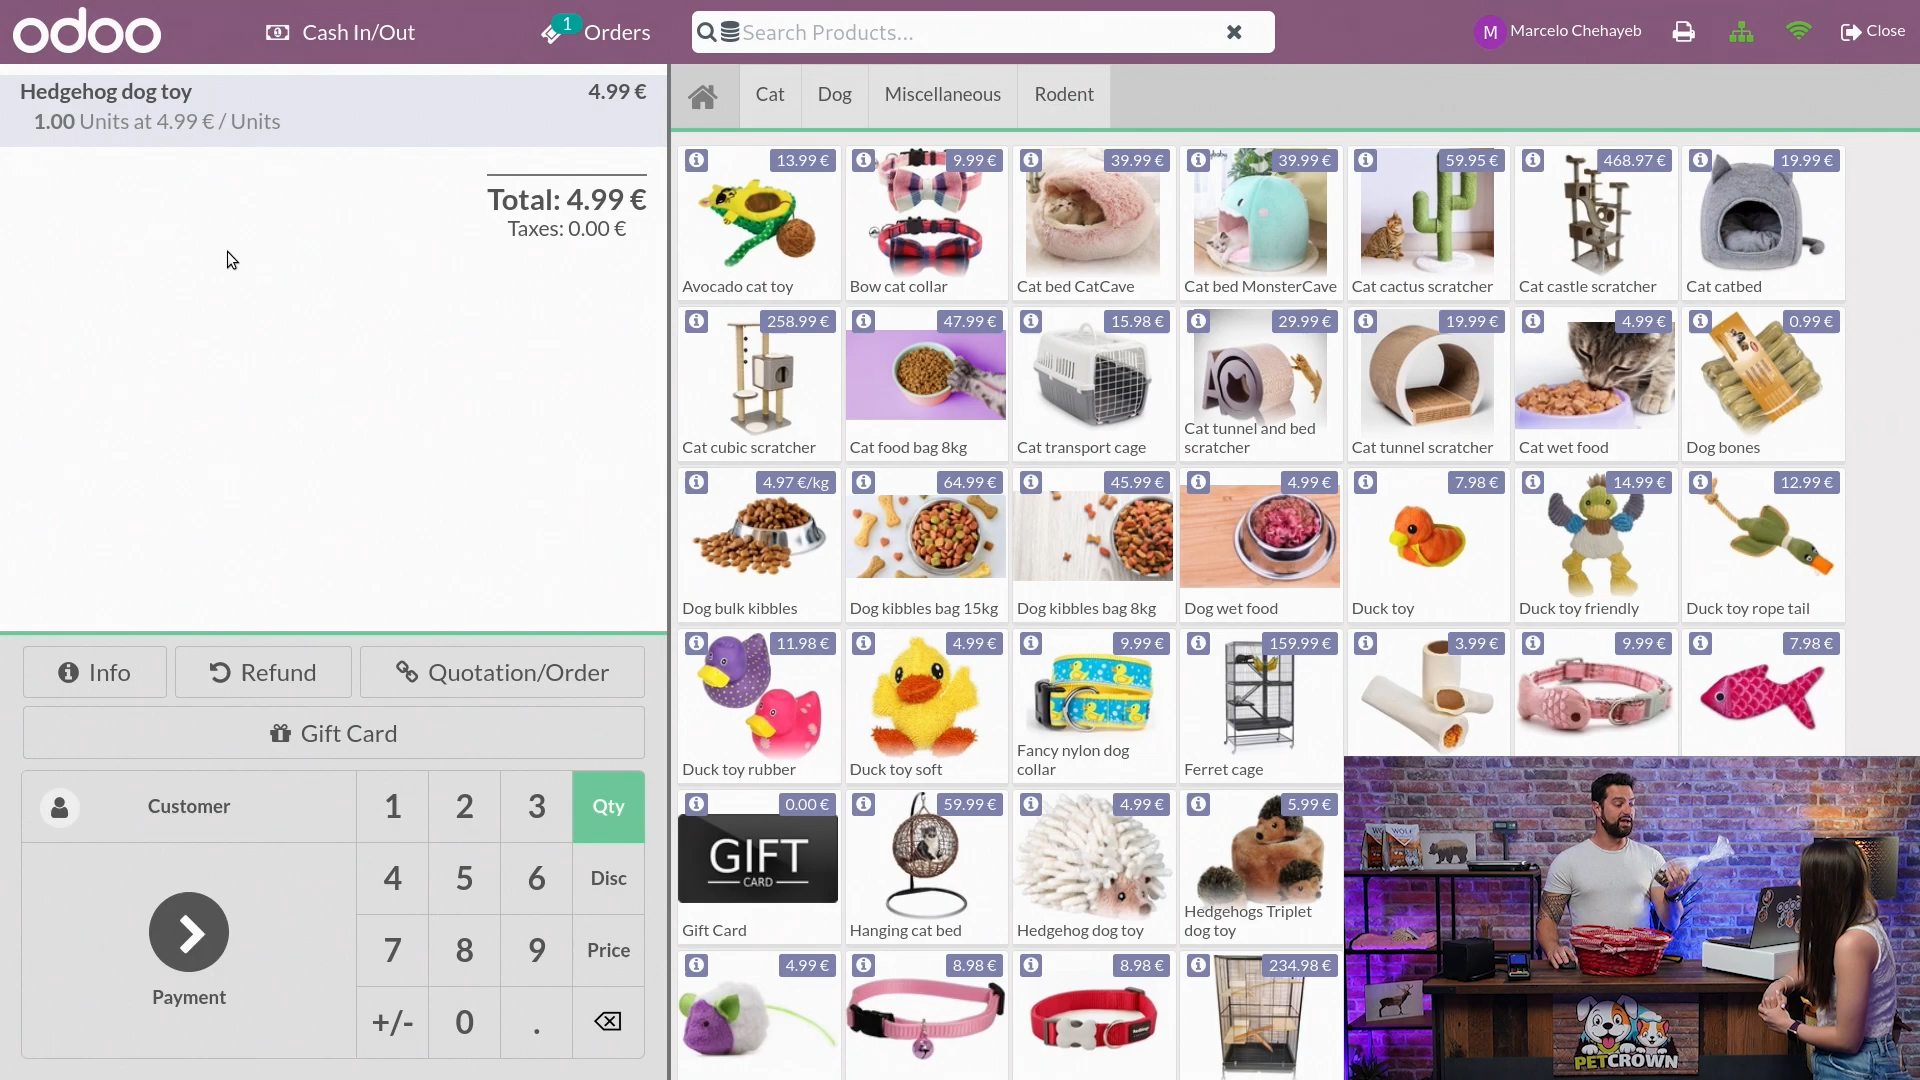 odoo
Cash In/Out
1
Orders
Search Products...
M
Marcelo Chehayeb
Close
Hedgehog dog toy
4.99 €
1.00 Units at 4.99 € / Units
Total: 4.99 €
Taxes: 0.00 €
Info
Refund
Quotation/Order
Gift Card
Customer
1
2
3
Qty
4
5
6
Disc
7
8
9
Price
Payment
+/-
0
.
Cat
Dog
Miscellaneous
Rodent
13.99 €
Avocado cat toy
9.99 €
Bow cat collar
39.99 €
Cat bed CatCave
39.99 €
Cat bed MonsterCave
59.95 €
Cat cactus scratcher
468.97 €
Cat castle scratcher
19.99 €
Cat catbed
258.99 €
Cat cubic scratcher
47.99 €
Cat food bag 8kg
15.98 €
Cat transport cage
29.99 €
Cat tunnel and bed
scratcher
19.99 €
Cat tunnel scratcher
4.99 €
Cat wet food
0.99 €
Dog bones
4.97 €/kg
Dog bulk kibbles
64.99 €
Dog kibbles bag 15kg
45.99 €
Dog kibbles bag 8kg
4.99 €
Dog wet food
7.98 €
Duck toy
14.99 €
Duck toy friendly
12.99 €
Duck toy rope tail
11.98 €
Duck toy rubber
4.99 €
Duck toy soft
9.99 €
Fancy nylon dog
collar
159.99 €
Ferret cage
3.99 €
9.99 €
7.98 €
0.00 €
GIFT
CARD
Gift Card
59.99 €
Hanging cat bed
4.99 €
Hedgehog dog toy
5.99 €
Hedgehogs Triplet
dog toy
4.99 €
8.98 €
8.98 €
234.98 €
WOLF
PETCROWN